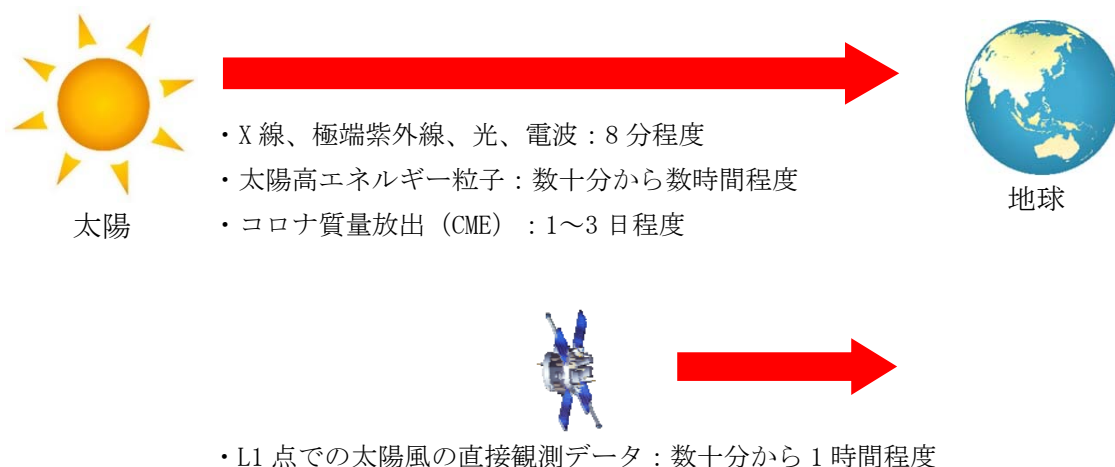 ・X 線、極端紫外線、光、電波：8 分程度
・太陽高エネルギー粒子：数十分から数時間程度
・コロナ質量放出（CME）：1～3 日程度
太陽
地球
・L1 点での太陽風の直接観測データ：数十分から 1 時間程度